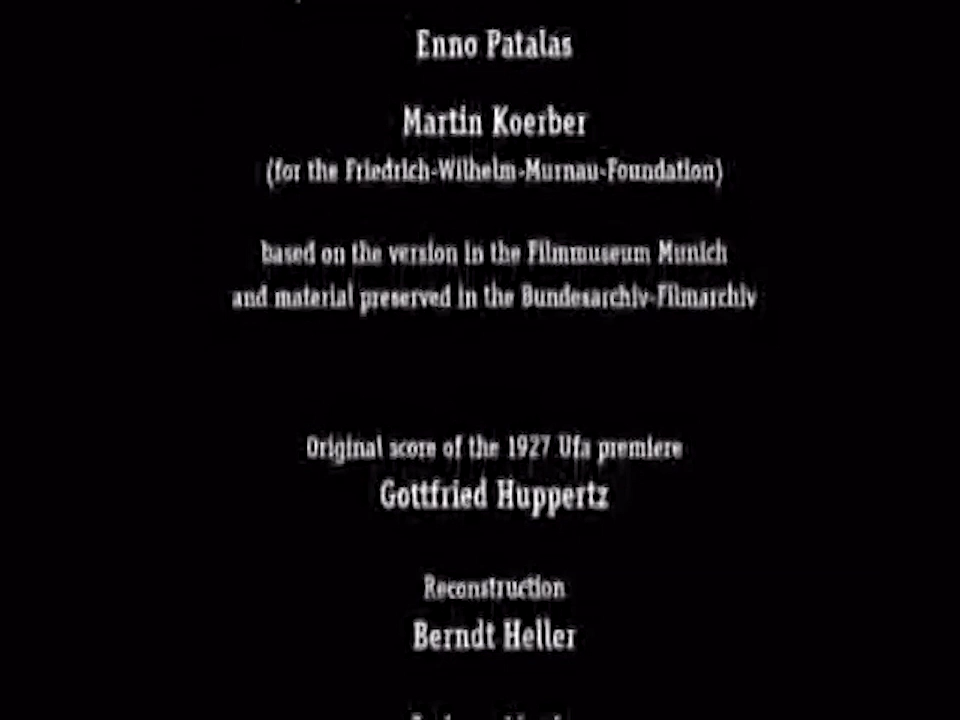 Enno Patalas
Martin Koerber
(for the Friedrich-Wilhelm-Murnau-Foundation)
based on the version in the Filmmuseum Munich
and material preserved in the Bundesarchiv-Filmarchiv
Original score of the 1927 Ufa premiere
Gottfried Huppertz
Reconstruction
Berndt Heller